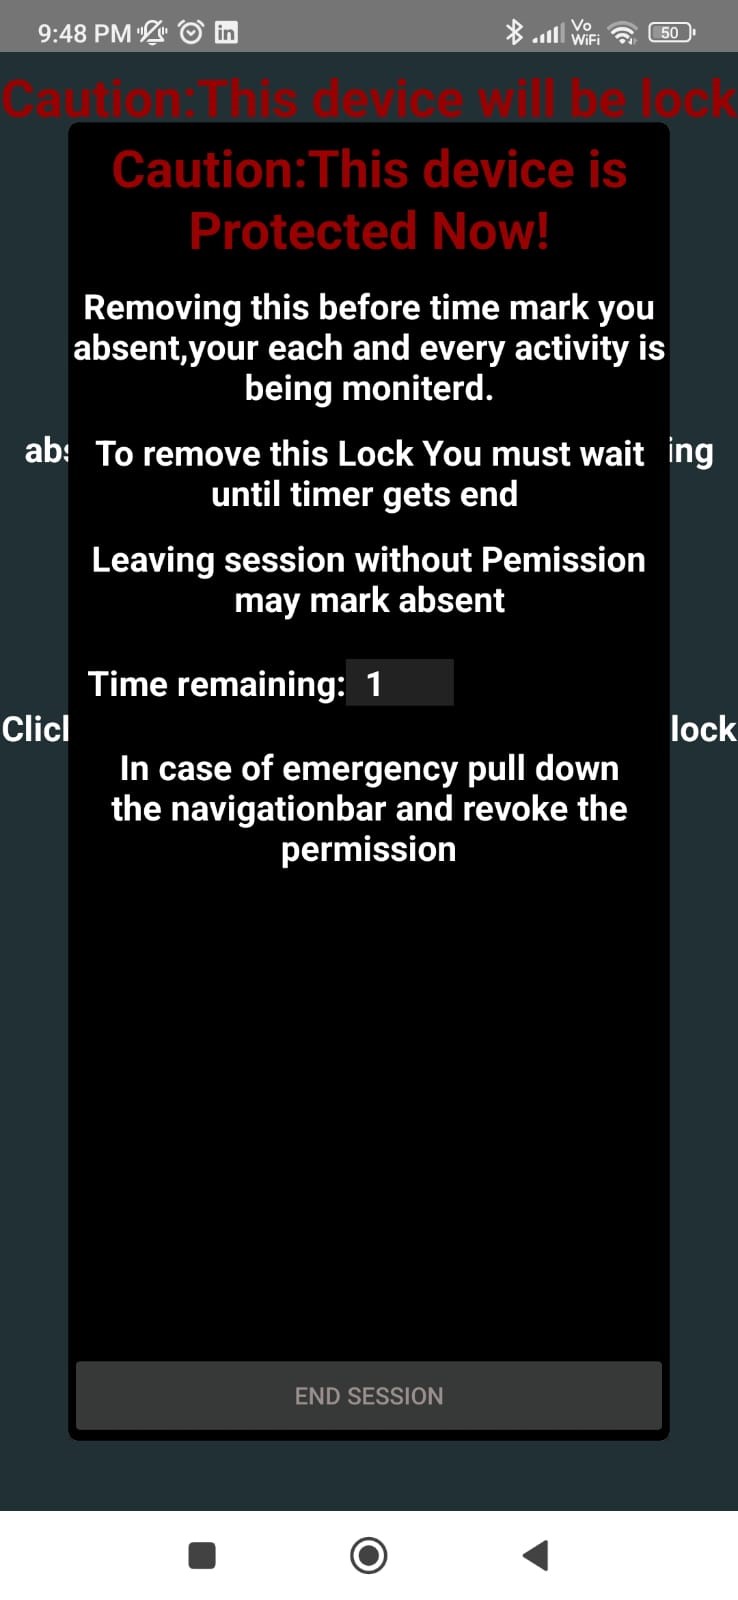 9:48 PM
in
Vo
WiFi
50
Caution:This device will be lock
Caution:This device is
Protected Now!
Removing this before time mark you
absent,your each and every activity is
being moniterd.
To remove this Lock You must wait
until timer gets end
Leaving session without Pemission
may mark absent
Time remaining: 1
lock
In case of emergency pull down
the navigationbar and revoke the
permission
END SESSION